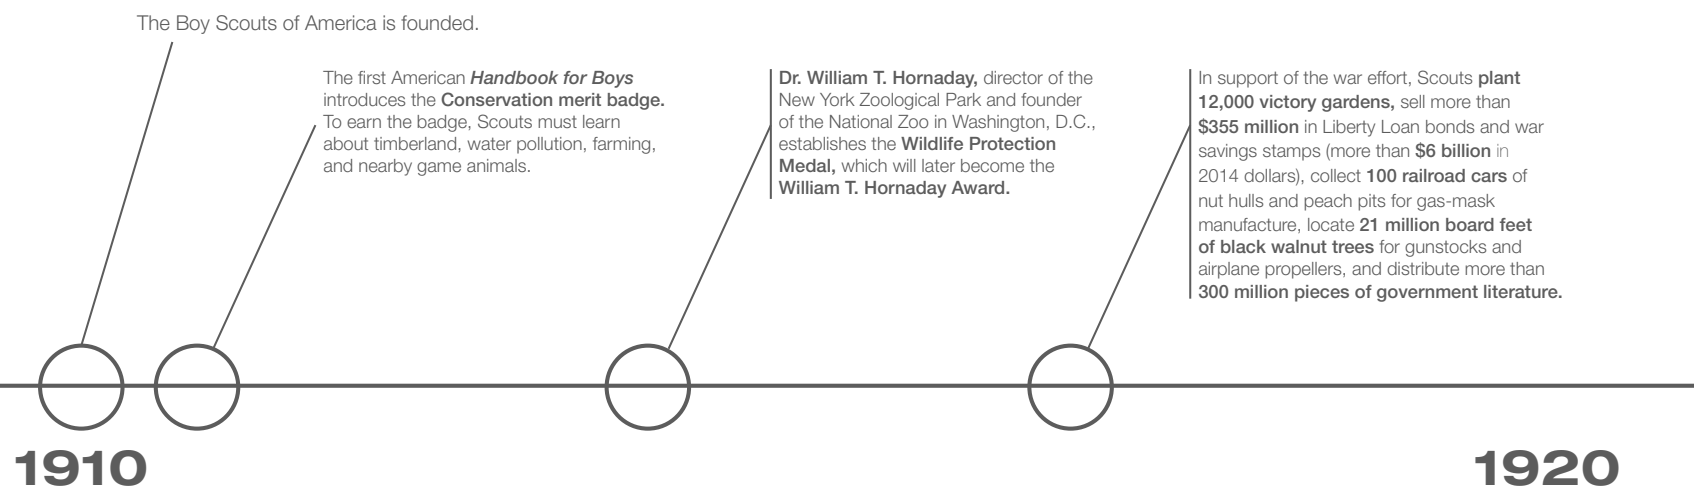 The Boy Scouts of America is founded.
The first American Handbook for Boys
introduces the Conservation merit badge.
To earn the badge, Scouts must learn
about timberland, water pollution, farming,
and nearby game animals.
Dr. William T. Hornaday, director of the
New York Zoological Park and founder
of the National Zoo in Washington, D.C.,
establishes the Wildlife Protection
Medal, which will later become the
William T. Hornaday Award.
In support of the war effort, Scouts plant
12,000 victory gardens, sell more than
$355 million in Liberty Loan bonds and war
savings stamps (more than $6 billion in
2014 dollars), collect 100 railroad cars of
nut hulls and peach pits for gas-mask
manufacture, locate 21 million board feet
of black walnut trees for gunstocks and
airplane propellers, and distribute more than
300 million pieces of government literature.
1910
1920